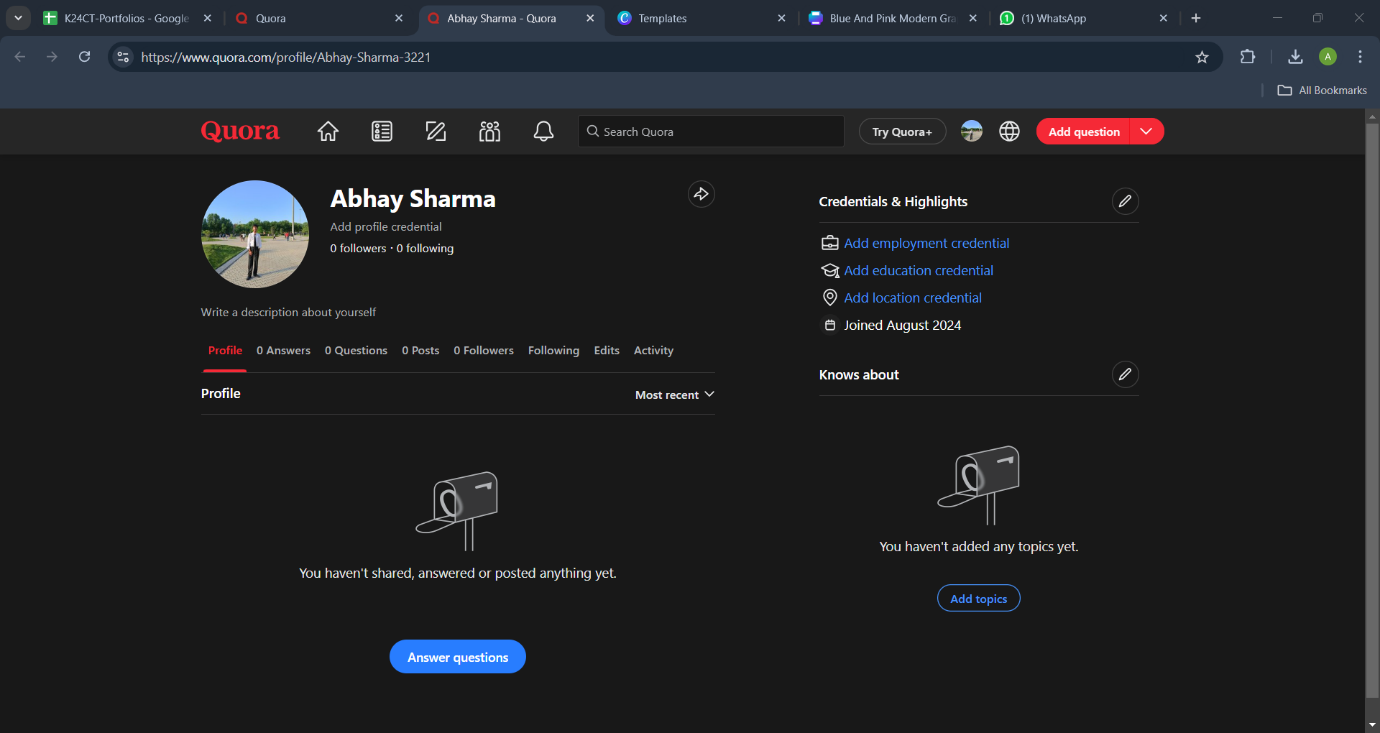 K24CT-Portfolios - Google
Quora
Abhay Sharma - Quora
Templates
Blue And Pink Modern Gra
(1) WhatsApp
https://www.quora.com/profile/Abhay-Sharma-3221
A
All Bookmarks
Quora
Search Quora
Try Quora+
Add question
Abhay Sharma
Add profile credential
0 followers · 0 following
Write a description about yourself
Profile 0 Answers 0 Questions 0 Posts 0 Followers Following Edits Activity
Profile
Most recent
You haven't shared, answered or posted anything yet.
Answer questions
Credentials & Highlights
Add employment credential
Add education credential
Add location credential
Joined August 2024
Knows about
You haven't added any topics yet.
Add topics